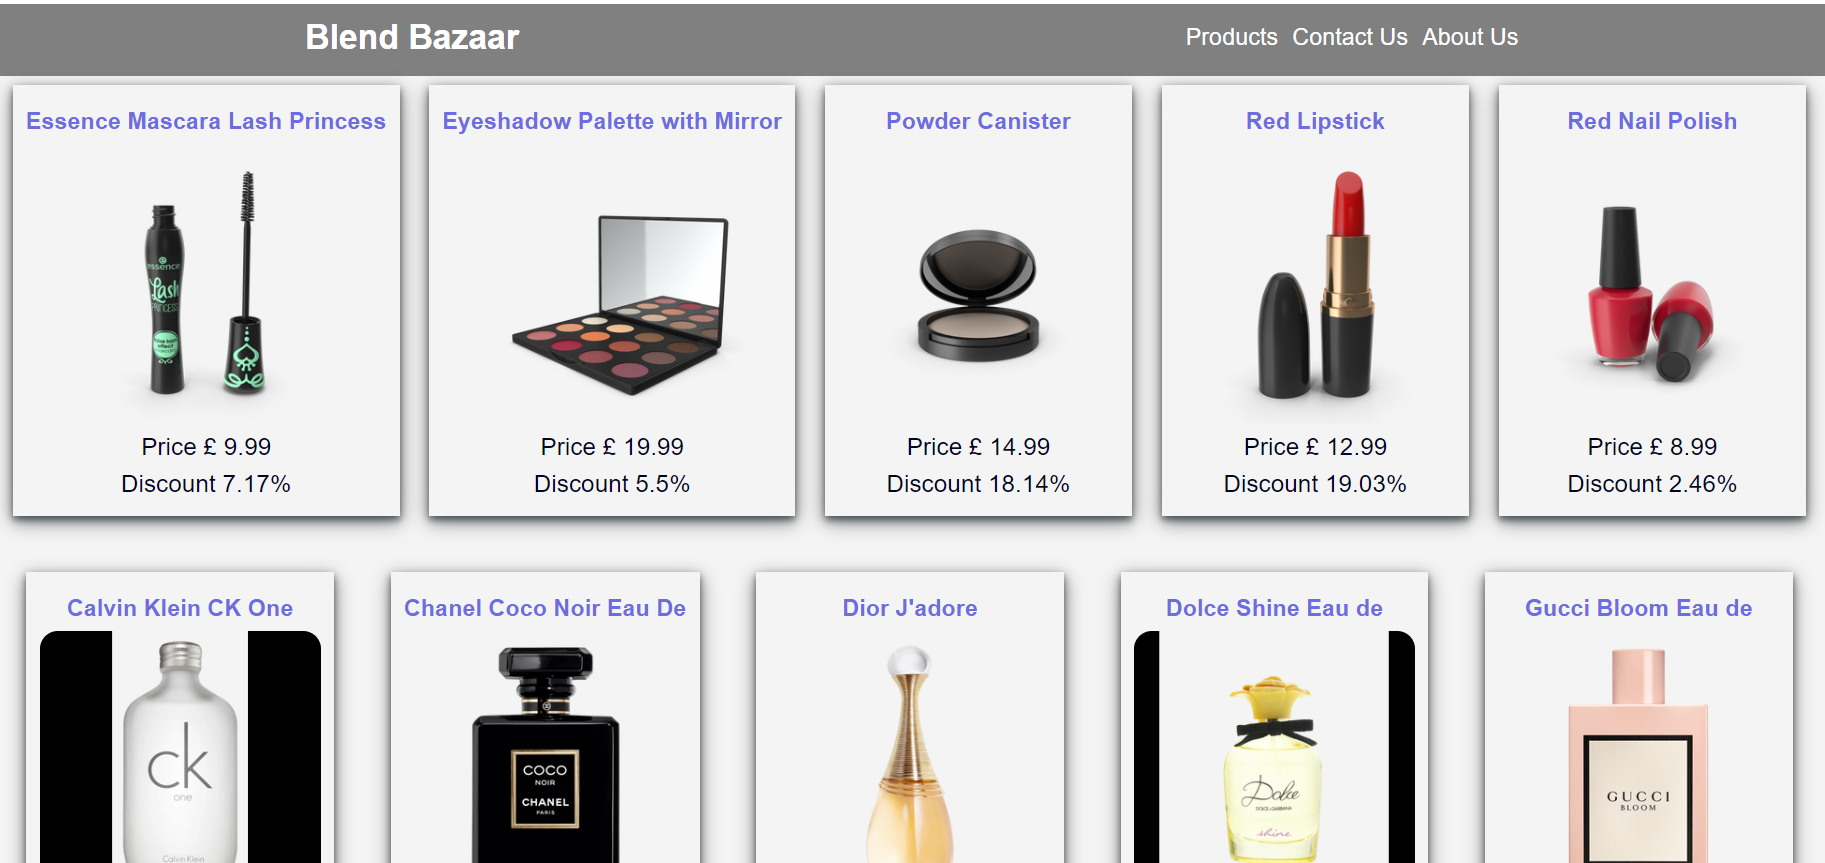 Blend Bazaar
Products Contact Us About Us
Essence Mascara Lash Princess
essence
Lash
PRINCESS
false lash
effect
Price £ 9.99
Discount 7.17%
Eyeshadow Palette with Mirror
Price £ 19.99
Discount 5.5%
Powder Canister
Price £ 14.99
Discount 18.14%
Red Lipstick
Price £ 12.99
Discount 19.03%
Red Nail Polish
Price £ 8.99
Discount 2.46%
Calvin Klein CK One
ck
one
Calvin Klein
Chanel Coco Noir Eau De
COCO
NOIR
CHANEL
PARIS
Dior J'adore
Dolce Shine Eau de
Dolce
DOLCE & GABBANA
shine
Gucci Bloom Eau de
GUCCI
BLOOM